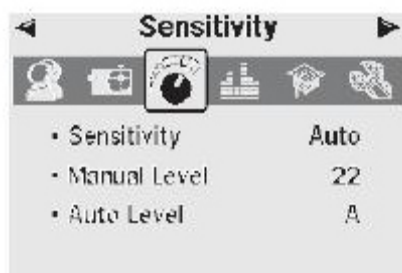 Sensitivity
• Sensitivity Auto
• Manual Level 22
• Auto Level A